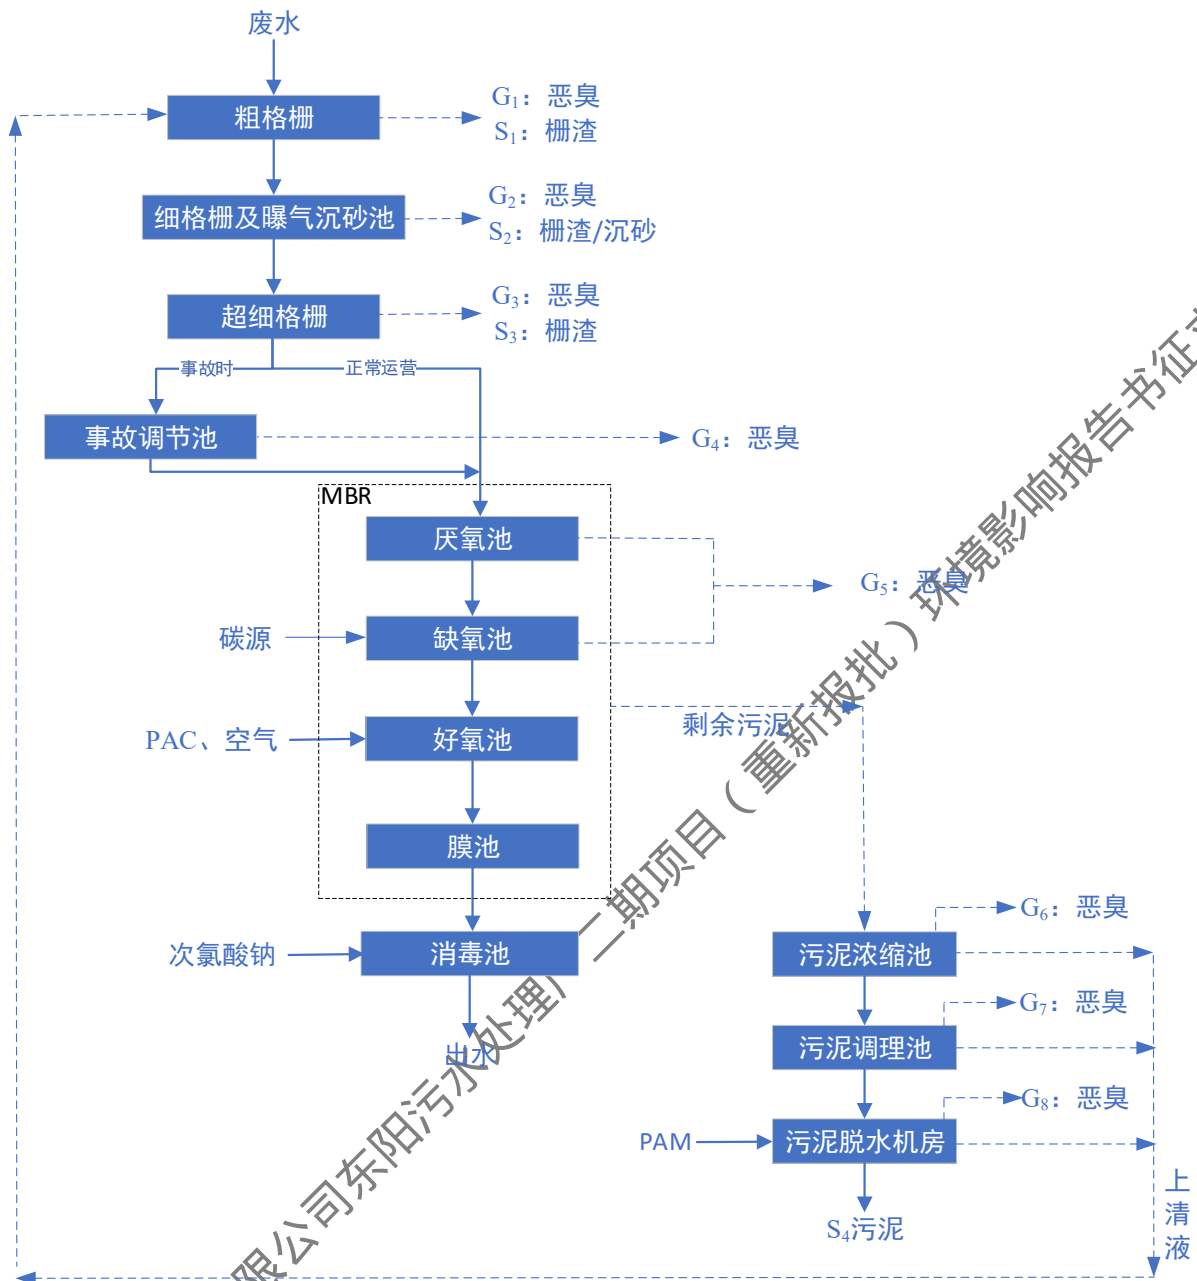 废水
粗格栅
G₁：恶臭
S₁：栅渣
细格栅及曝气沉砂池
G₂：恶臭
S₂：栅渣/沉砂
超细格栅
G₃：恶臭
S₃：栅渣
事故时
正常运营
事故调节池
G₄：恶臭
MBR
厌氧池
G₅：恶臭
碳源
缺氧池
剩余污泥
PAC、空气
好氧池
膜池
次氯酸钠
消毒池
出水
G₆：恶臭
污泥浓缩池
G₇：恶臭
污泥调理池
G₈：恶臭
PAM
污泥脱水机房
S₄污泥
上清液
限公司东阳污水处理厂二期项目（重新报批）环境影响报告书征